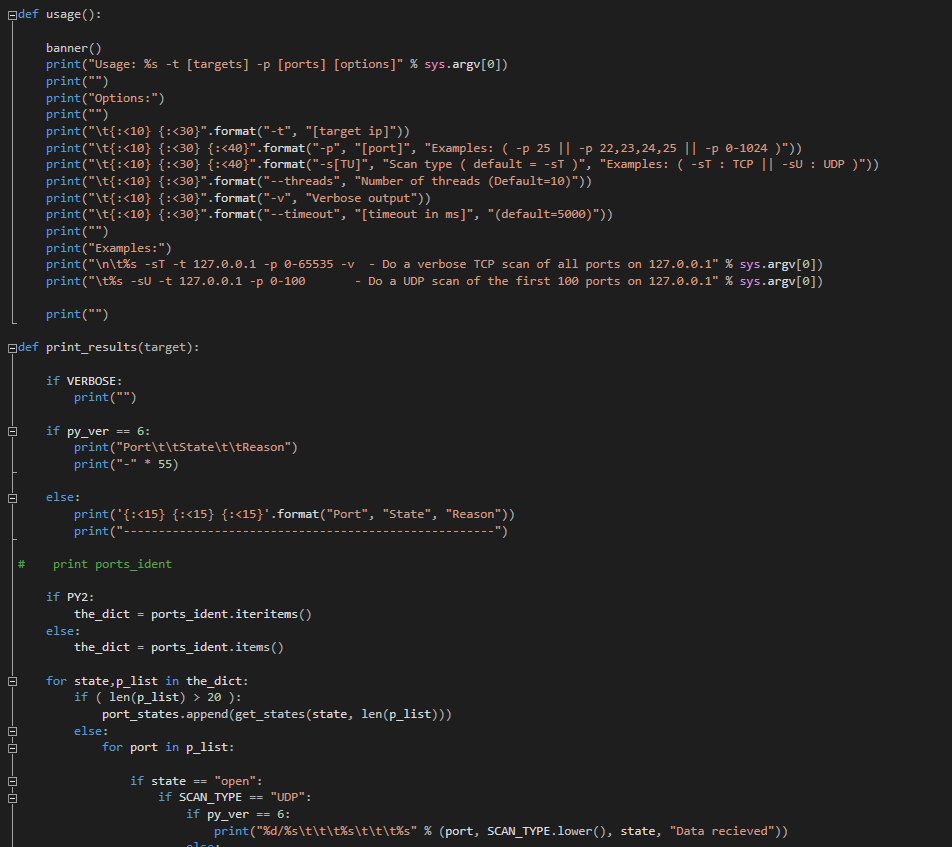 def usage():
    banner()
    print("Usage: %s -t [targets] -p [ports] [options]" % sys.argv[0])
    print("")
    print("Options:")
    print("")
    print("\t{:<10} {:<30}".format("-t", "[target ip]"))
    print("\t{:<10} {:<30} {:<40}".format("-p", "[port]", "Examples: ( -p 25 || -p 22,23,24,25 || -p 0-1024 )"))
    print("\t{:<10} {:<30} {:<40}".format("-s[TU]", "Scan type ( default = -sT )", "Examples: ( -sT : TCP || -sU : UDP )"))
    print("\t{:<10} {:<30}".format("--threads", "Number of threads (Default=10)"))
    print("\t{:<10} {:<30}".format("-v", "Verbose output"))
    print("\t{:<10} {:<30}".format("--timeout", "[timeout in ms]", "(default=5000)"))
    print("")
    print("Examples:")
    print("\n\t%s -sT -t 127.0.0.1 -p 0-65535 -v  - Do a verbose TCP scan of all ports on 127.0.0.1" % sys.argv[0])
    print("\t%s -sU -t 127.0.0.1 -p 0-100        - Do a UDP scan of the first 100 ports on 127.0.0.1" % sys.argv[0])
    print("")
def print_results(target):
    if VERBOSE:
        print("")
    if py_ver == 6:
        print("Port\t\tState\t\tReason")
        print("-" * 55)
    else:
        print('{:<15} {:<15} {:<15}'.format("Port", "State", "Reason"))
        print("-----------------------------------------------------")
#    print ports_ident
    if PY2:
        the_dict = ports_ident.iteritems()
    else:
        the_dict = ports_ident.items()
    for state,p_list in the_dict:
        if ( len(p_list) > 20 ):
            port_states.append(get_states(state, len(p_list)))
        else:
            for port in p_list:
                if state == "open":
                    if SCAN_TYPE == "UDP":
                        if py_ver == 6:
                            print("%d/%s\t\t\t%s\t\t\t%s" % (port, SCAN_TYPE.lower(), state, "Data recieved"))
                        else: